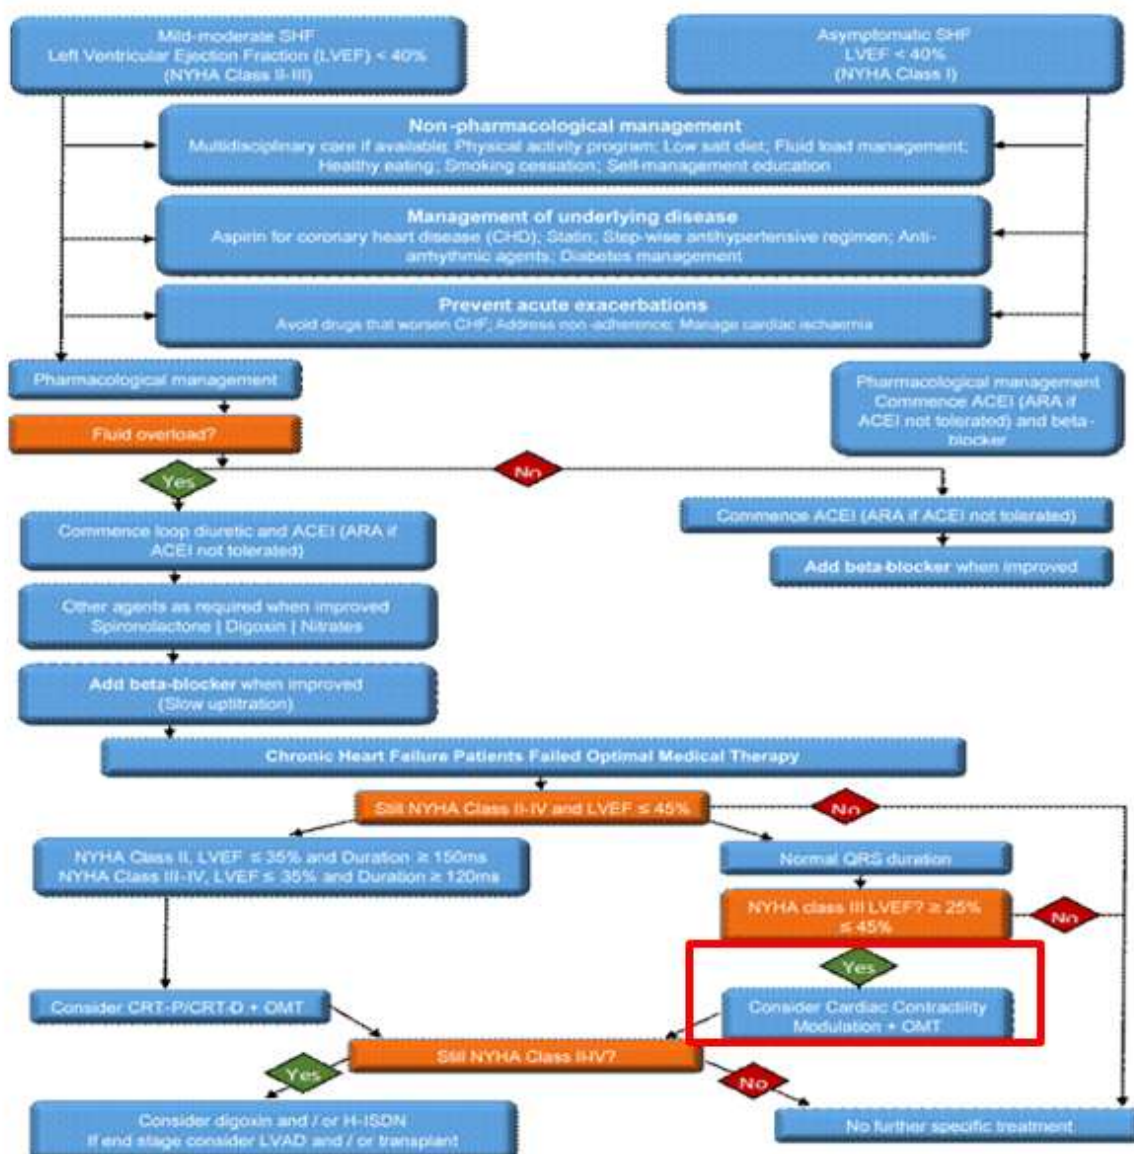 Mild-moderate SHF
Left Ventricular Ejection Fraction (LVEF) < 40%
(NYHA Class II-III)
Asymptomatic SHF
LVEF < 40%
(NYHA Class I)
Non-pharmacological management
Multidisciplinary care if available; Physical activity program; Low salt diet; Fluid load management;
Healthy eating; Smoking cessation; Self-management education
Management of underlying disease
Aspirin for coronary heart disease (CHD); Statin; Step-wise antihypertensive regimen; Anti-
arrhythmic agents; Diabetes management
Prevent acute exacerbations
Avoid drugs that worsen CHF; Address non-adherence; Manage cardiac ischaemia
Pharmacological management
Pharmacological management
Commence ACEI (ARA if
ACEI not tolerated) and beta-
blocker
Fluid overload?
Yes
No
Commence loop diuretic and ACEI (ARA if
ACEI not tolerated)
Commence ACEI (ARA if ACEI not tolerated)
Add beta-blocker when improved
Other agents as required when improved
Spironolactone | Digoxin | Nitrates
Add beta-blocker when improved
(Slow uptitration)
Chronic Heart Failure Patients Failed Optimal Medical Therapy
Still NYHA Class II-IV and LVEF ≤ 45%
No
NYHA Class II, LVEF ≤ 35% and Duration ≥ 150ms
NYHA Class III-IV, LVEF ≤ 35% and Duration ≥ 120ms
Normal QRS duration
NYHA class III LVEF? ≥ 25%
≤ 45%
No
Yes
Consider CRT-P/CRT-D + OMT
Consider Cardiac Contractility
Modulation + OMT
Still NYHA Class II-IV?
Yes
No
Consider digoxin and / or H-ISDN
If end stage consider LVAD and / or transplant
No further specific treatment